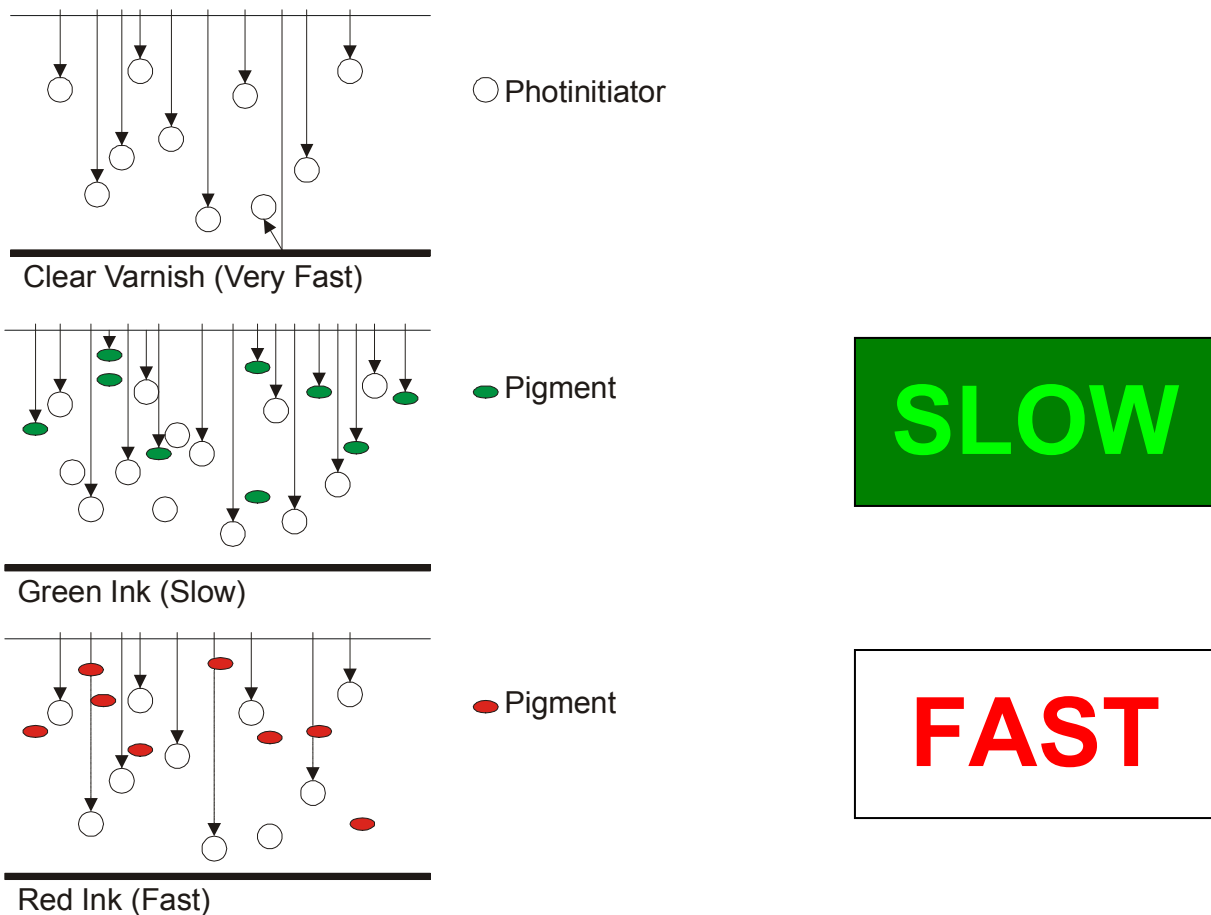 Photinitiator
Clear Varnish (Very Fast)
Pigment
SLOW
Green Ink (Slow)
Pigment
FAST
Red Ink (Fast)